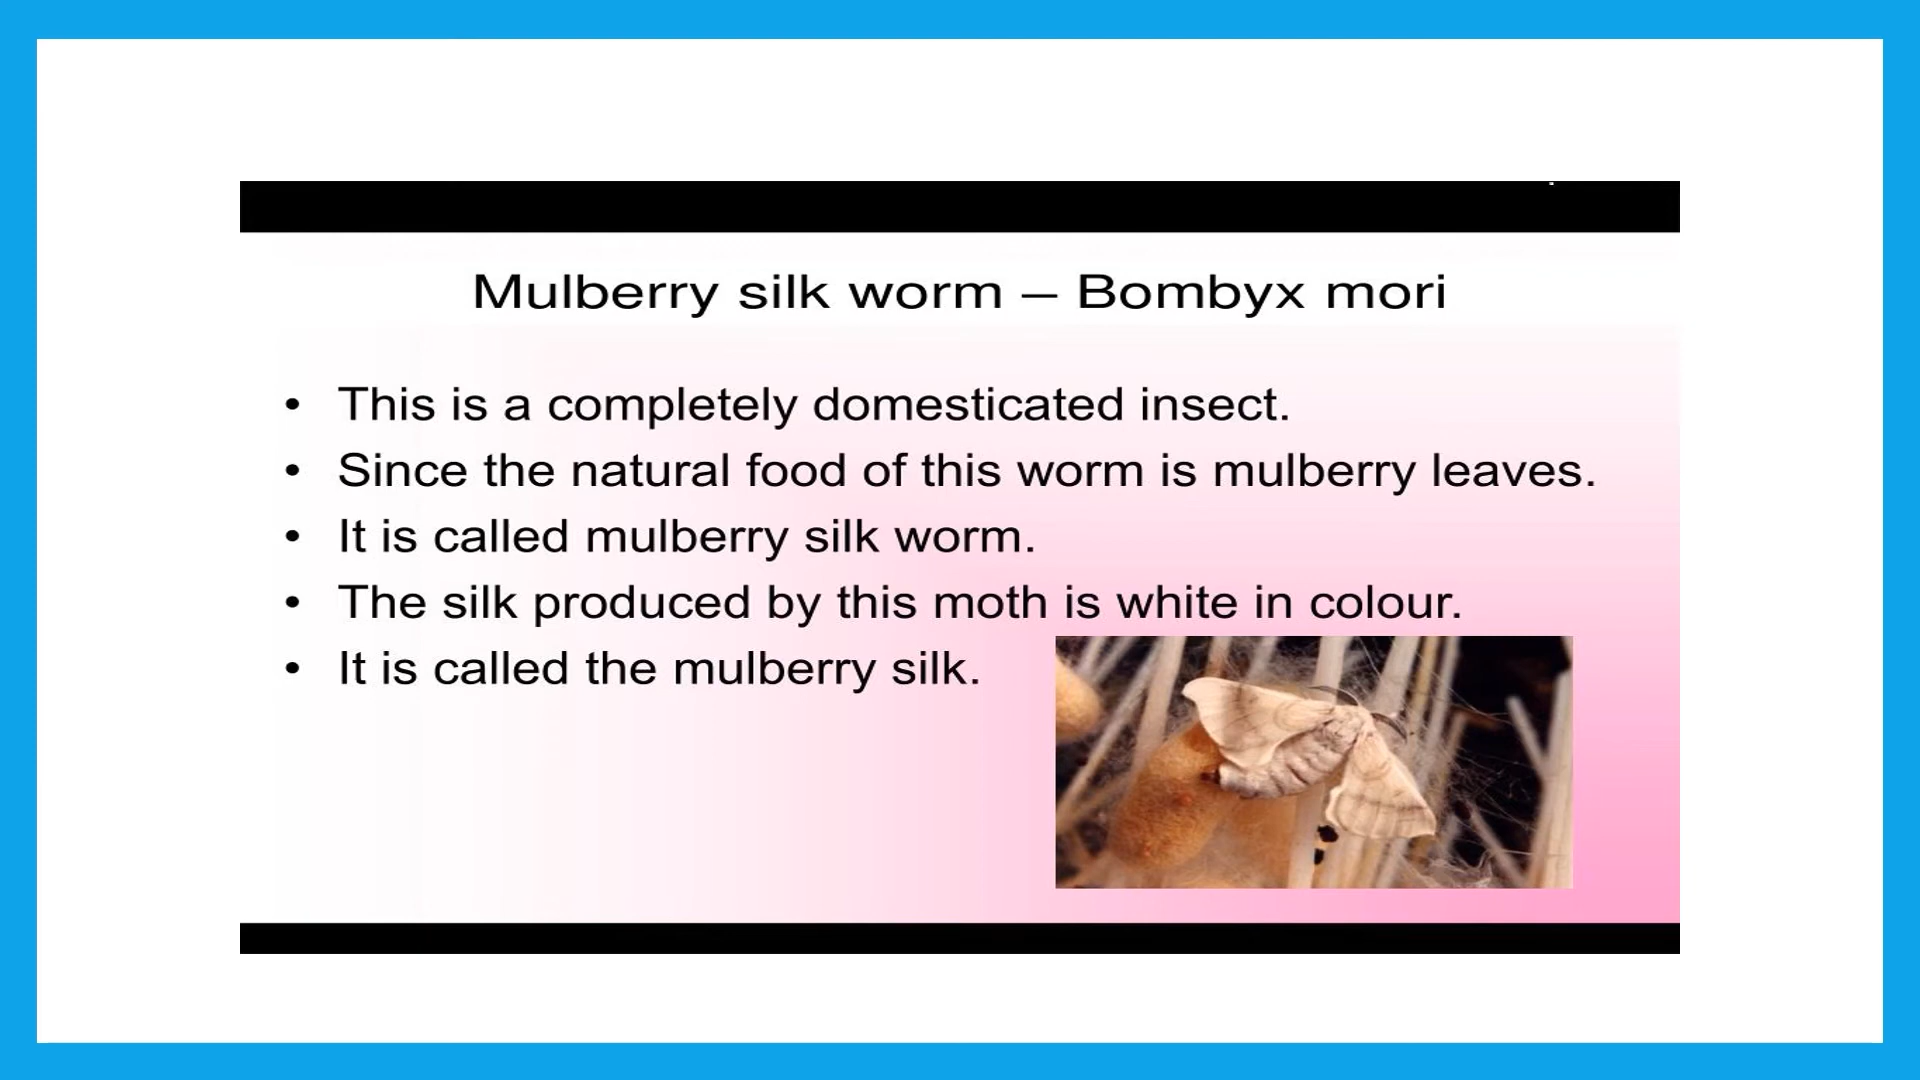 Mulberry silk worm – Bombyx mori
• This is a completely domesticated insect.
• Since the natural food of this worm is mulberry leaves.
• It is called mulberry silk worm.
• The silk produced by this moth is white in colour.
• It is called the mulberry silk.